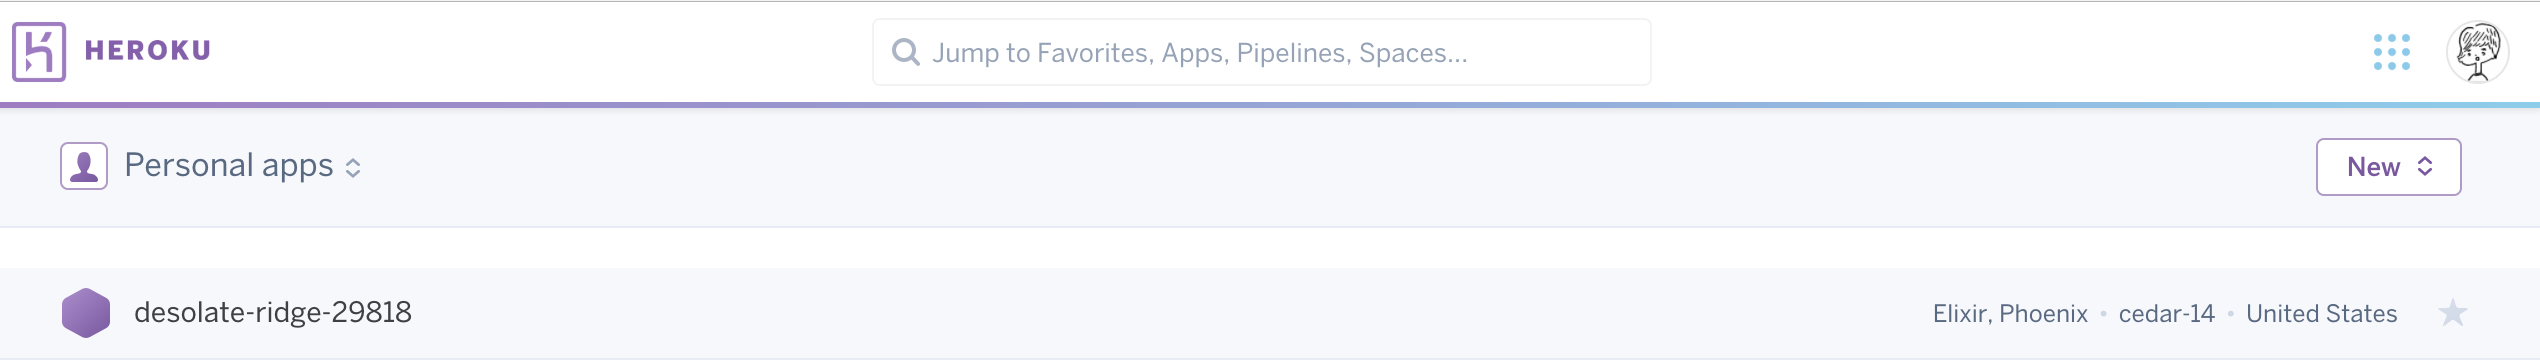 HEROKU
Jump to Favorites, Apps, Pipelines, Spaces...
Personal apps
New
desolate-ridge-29818
Elixir, Phoenix • cedar-14 • United States